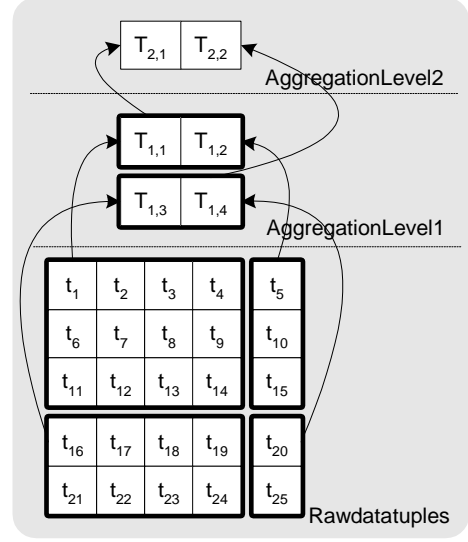 T2,1 T2,2
AggregationLevel2
T1,1 T1,2
T1,3 T1,4
AggregationLevel1
t1 t2 t3 t4 t5
t6 t7 t8 t9 t10
t11 t12 t13 t14 t15
t16 t17 t18 t19 t20
t21 t22 t23 t24 t25
Rawdatatuples